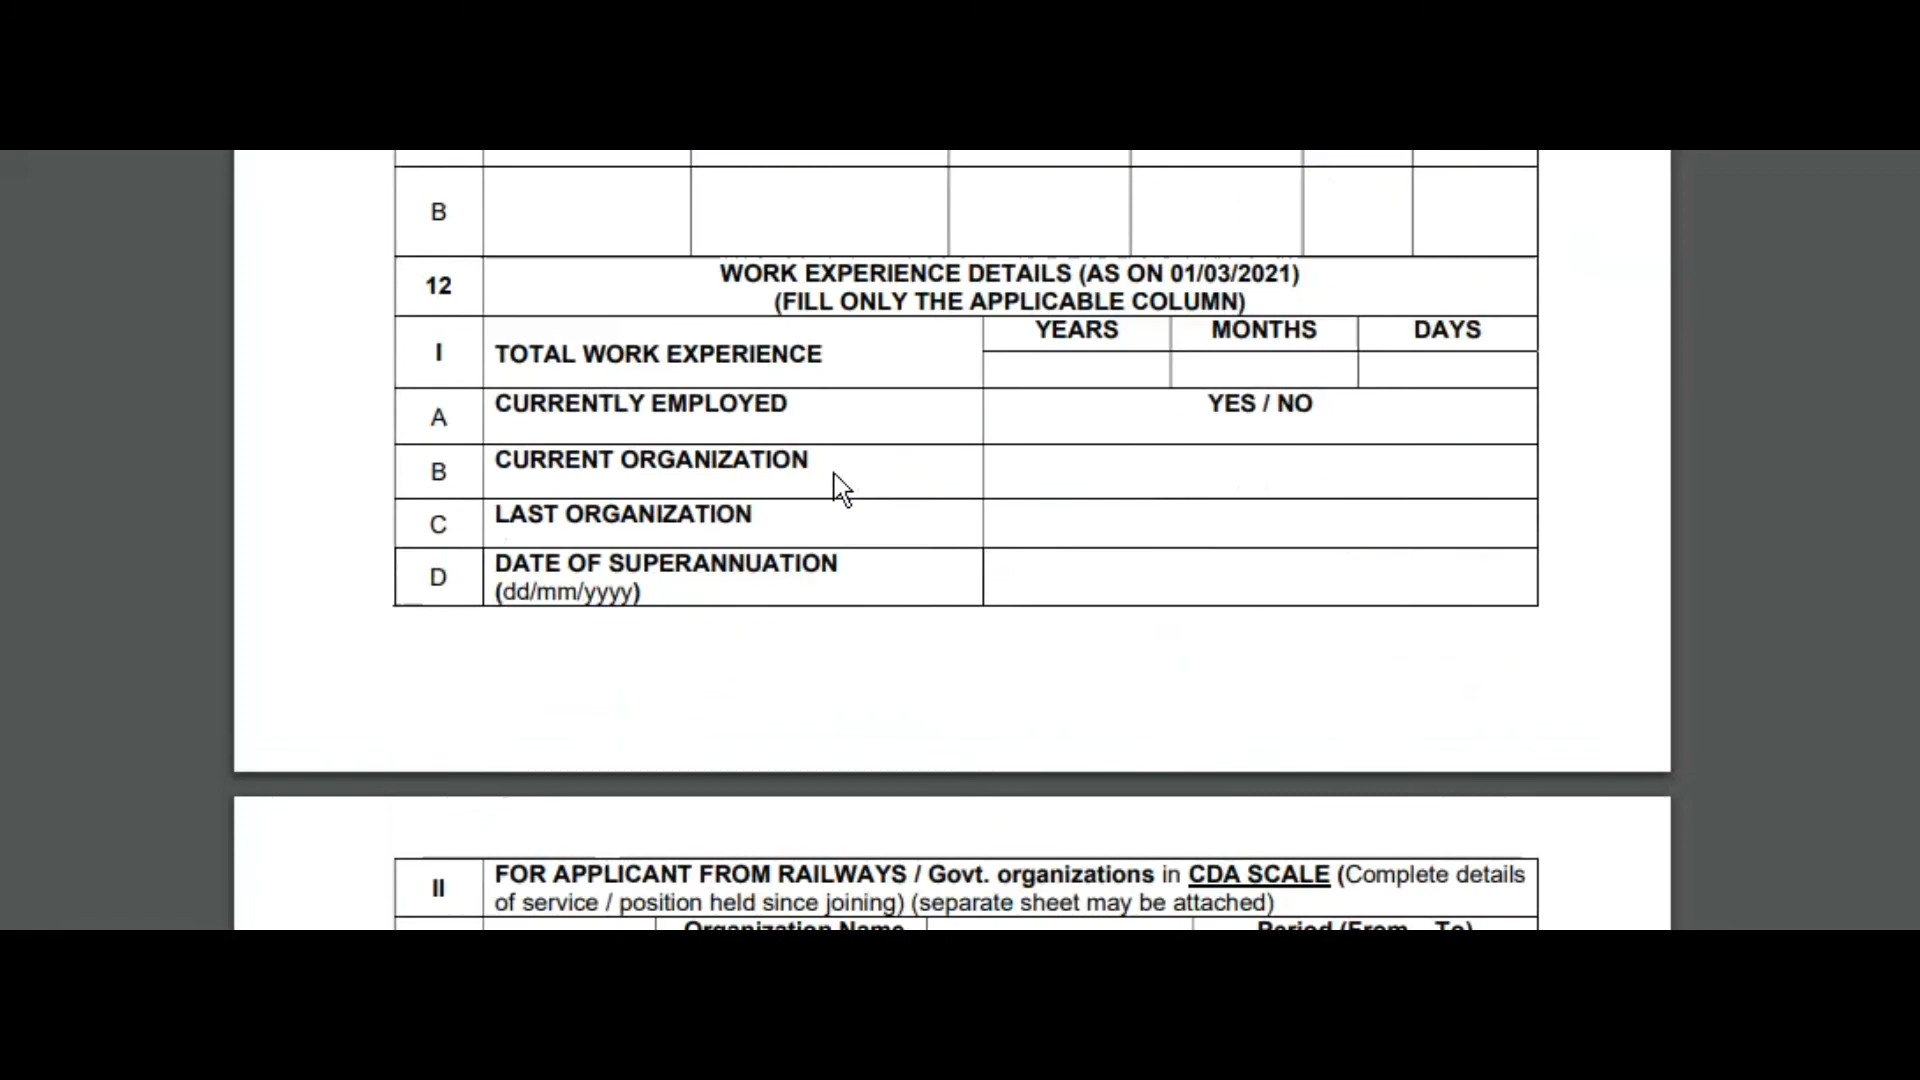 B
12 WORK EXPERIENCE DETAILS (AS ON 01/03/2021)
(FILL ONLY THE APPLICABLE COLUMN)
I TOTAL WORK EXPERIENCE YEARS MONTHS DAYS
A CURRENTLY EMPLOYED YES / NO
B CURRENT ORGANIZATION
C LAST ORGANIZATION
D DATE OF SUPERANNUATION
(dd/mm/yyyy)
II FOR APPLICANT FROM RAILWAYS / Govt. organizations in CDA SCALE (Complete details
of service / position held since joining) (separate sheet may be attached)
Organization Name Period (From – To)